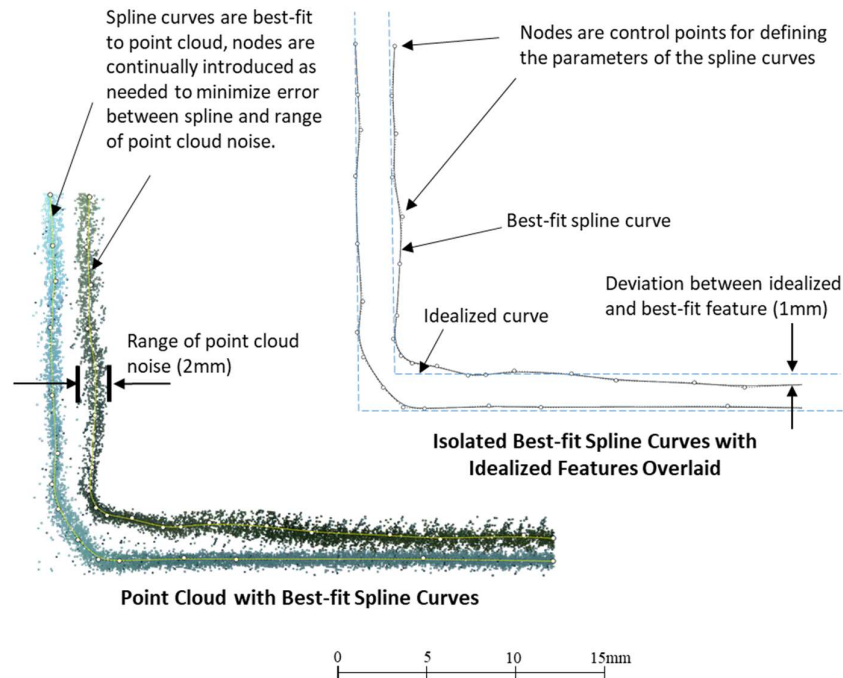 Spline curves are best-fit
to point cloud, nodes are
continually introduced as
needed to minimize error
between spline and range
of point cloud noise.
Nodes are control points for defining
the parameters of the spline curves
Best-fit spline curve
Deviation between idealized
and best-fit feature (1mm)
Idealized curve
Range of point cloud
noise (2mm)
Isolated Best-fit Spline Curves with
Idealized Features Overlaid
Point Cloud with Best-fit Spline Curves
0 5 10 15mm